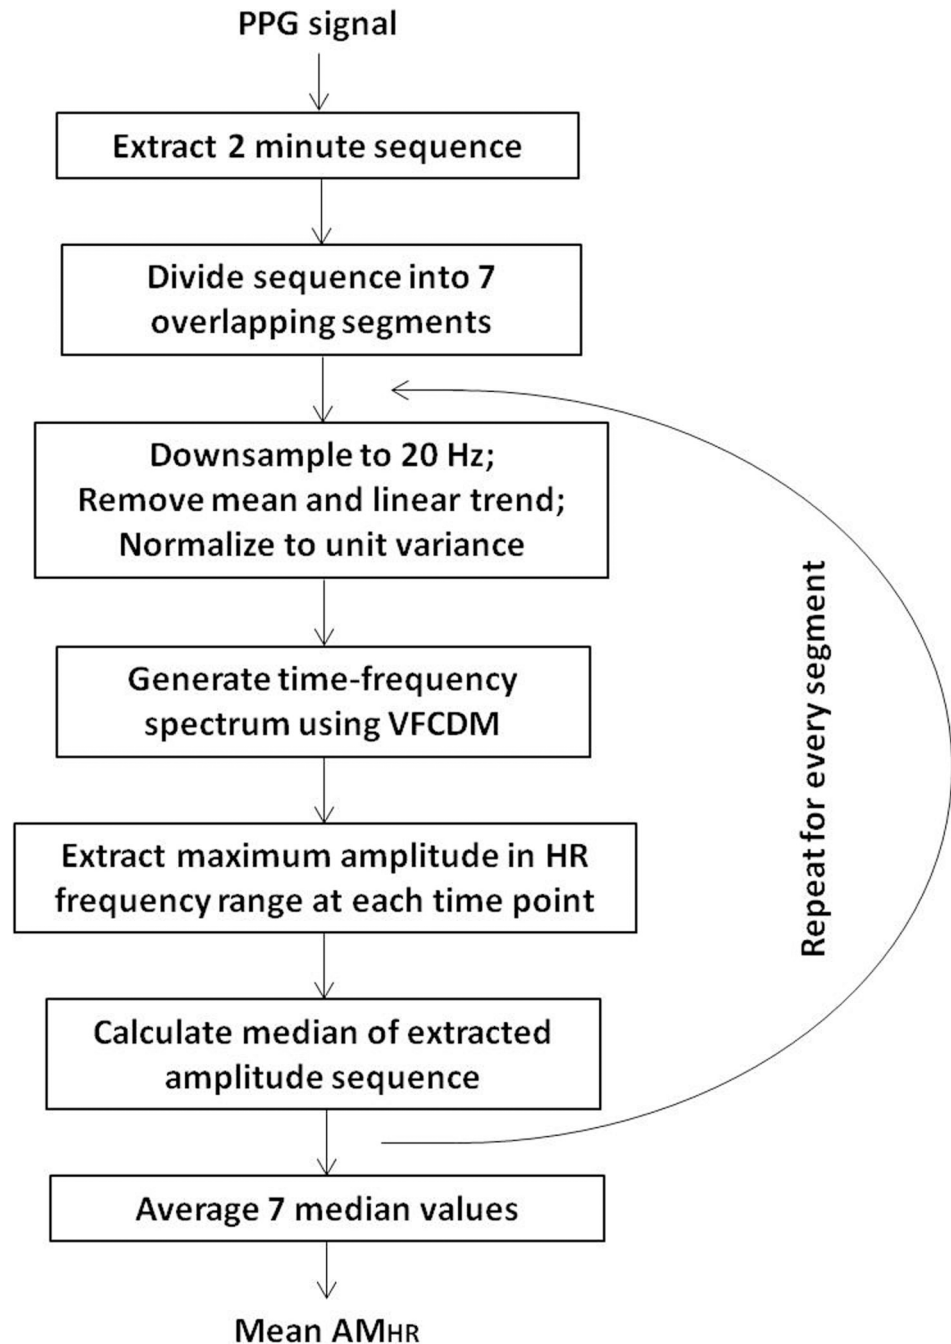 PPG signal
Extract 2 minute sequence
Divide sequence into 7
overlapping segments
Downsample to 20 Hz;
Remove mean and linear trend;
Normalize to unit variance
Generate time-frequency
spectrum using VFCDM
Extract maximum amplitude in HR
frequency range at each time point
Calculate median of extracted
amplitude sequence
Average 7 median values
Mean AMHR
Repeat for every segment